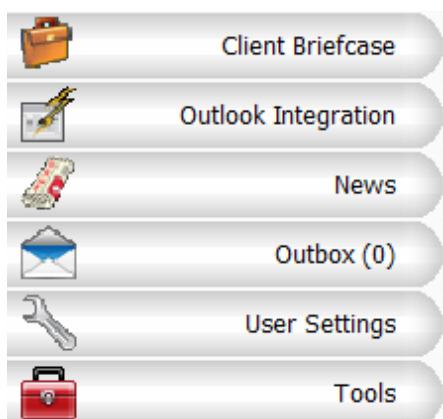 Client Briefcase
Outlook Integration
News
Outbox (0)
User Settings
Tools